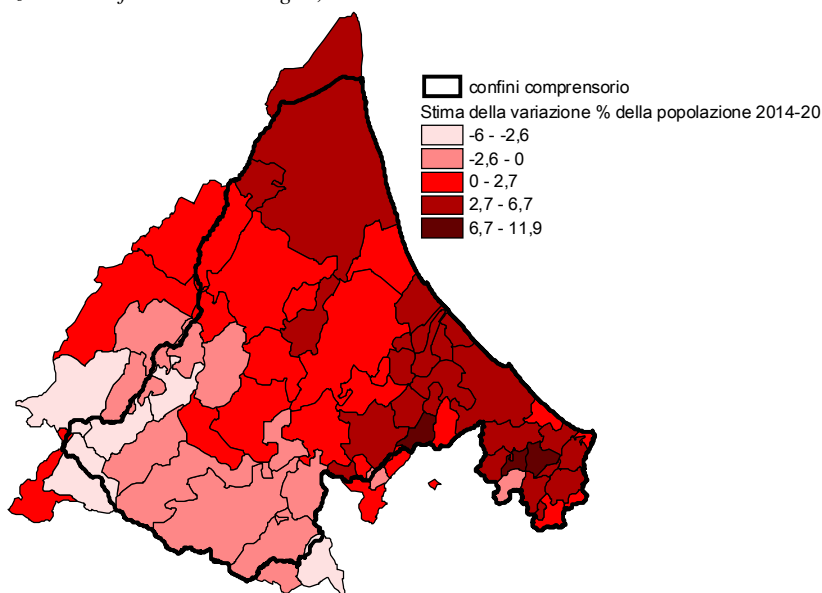 confini comprensorio
Stima della variazione % della popolazione 2014-20
-6 - -2,6
-2,6 - 0
0 - 2,7
2,7 - 6,7
6,7 - 11,9